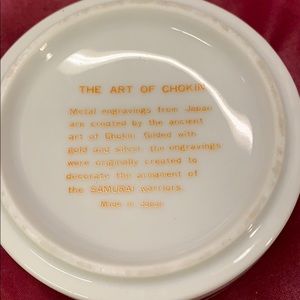 THE ART OF CHOKIN
Metal engravings from Japan
are created by the ancient
art of Chokin. Gilded with
gold and silver, the engravings
were originally created to
decorate the armament of
the SAMURAI warriors.
Made in Japan